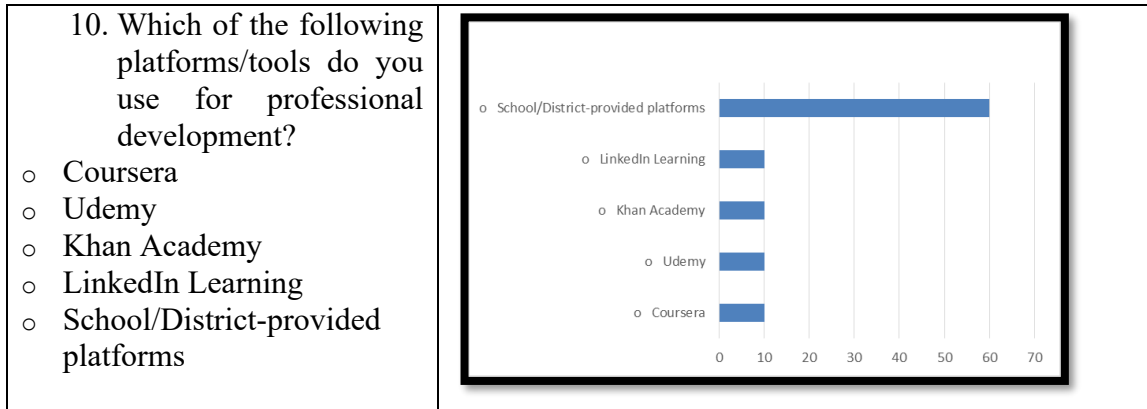 10. Which of the following
platforms/tools do you
use for professional
development?
o Coursera
o Udemy
o Khan Academy
o LinkedIn Learning
o School/District-provided
platforms
o School/District-provided platforms
o LinkedIn Learning
o Khan Academy
o Udemy
o Coursera
0 10 20 30 40 50 60 70